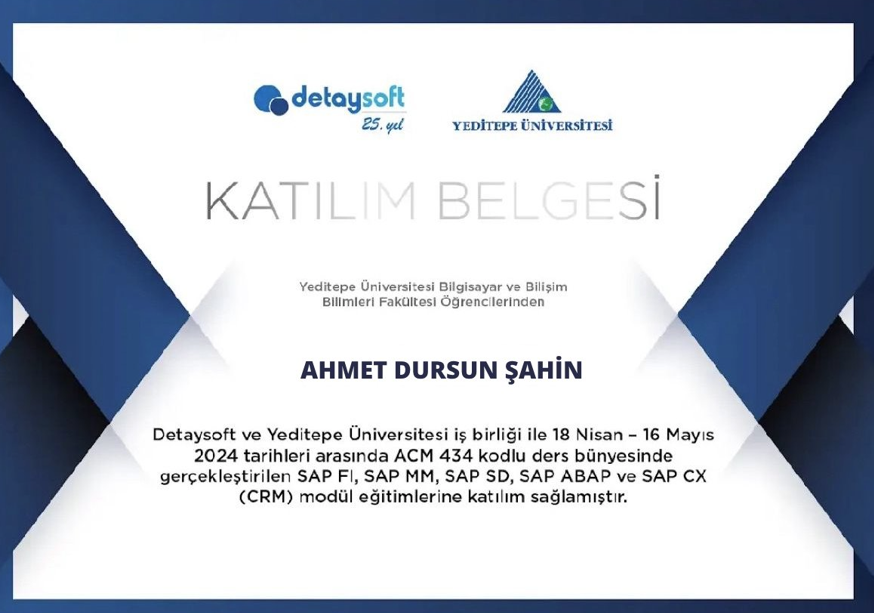 detaysoft
25. yıl
YEDİTEPE ÜNİVERSİTESİ
KATILIM BELGESİ
Yeditepe Üniversitesi Bilgisayar ve Bilişim
Bilimleri Fakültesi Öğrencilerinden
AHMET DURSUN ŞAHİN
Detaysoft ve Yeditepe Üniversitesi iş birliği ile 18 Nisan – 16 Mayıs
2024 tarihleri arasında ACM 434 kodlu ders bünyesinde
gerçekleştirilen SAP FI, SAP MM, SAP SD, SAP ABAP ve SAP CX
(CRM) modül eğitimlerine katılım sağlamıştır.